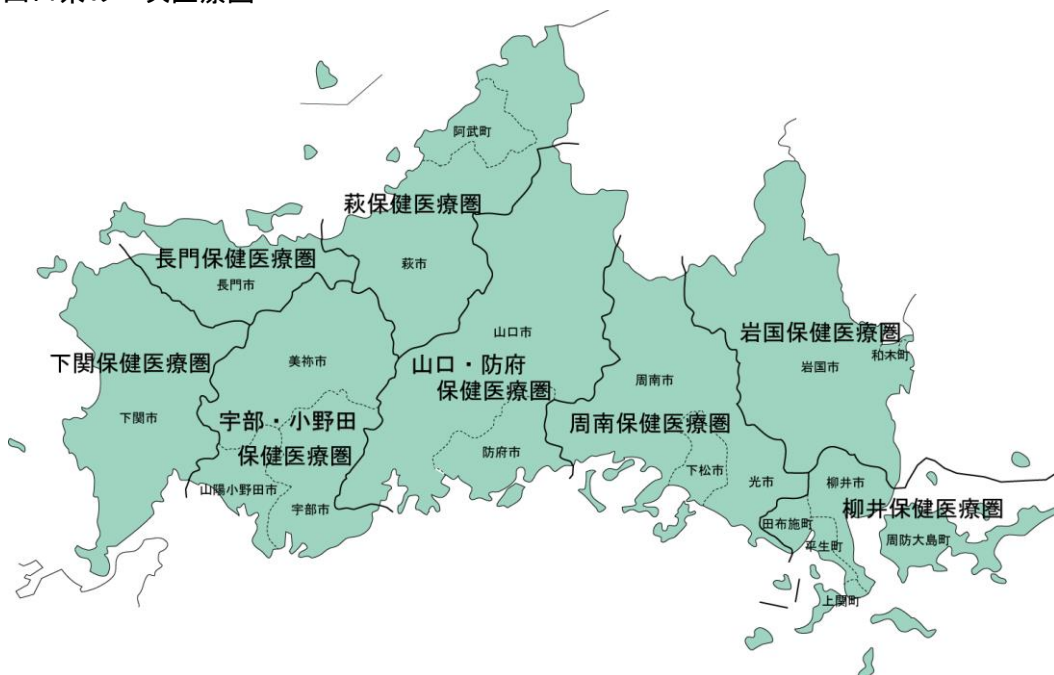 阿武町
萩保健医療圏
長門保健医療圏
萩市
長門市
山口市
岩国保健医療圏
和木町
下関保健医療圏
美祢市
山口・防府
保健医療圏
岩国市
周南市
下関市
宇部・小野田
保健医療圏
周南保健医療圏
防府市
下松市
光市
柳井市
山陽小野田市
宇部市
柳井保健医療圏
田布施町
平生町
周防大島町
上関町